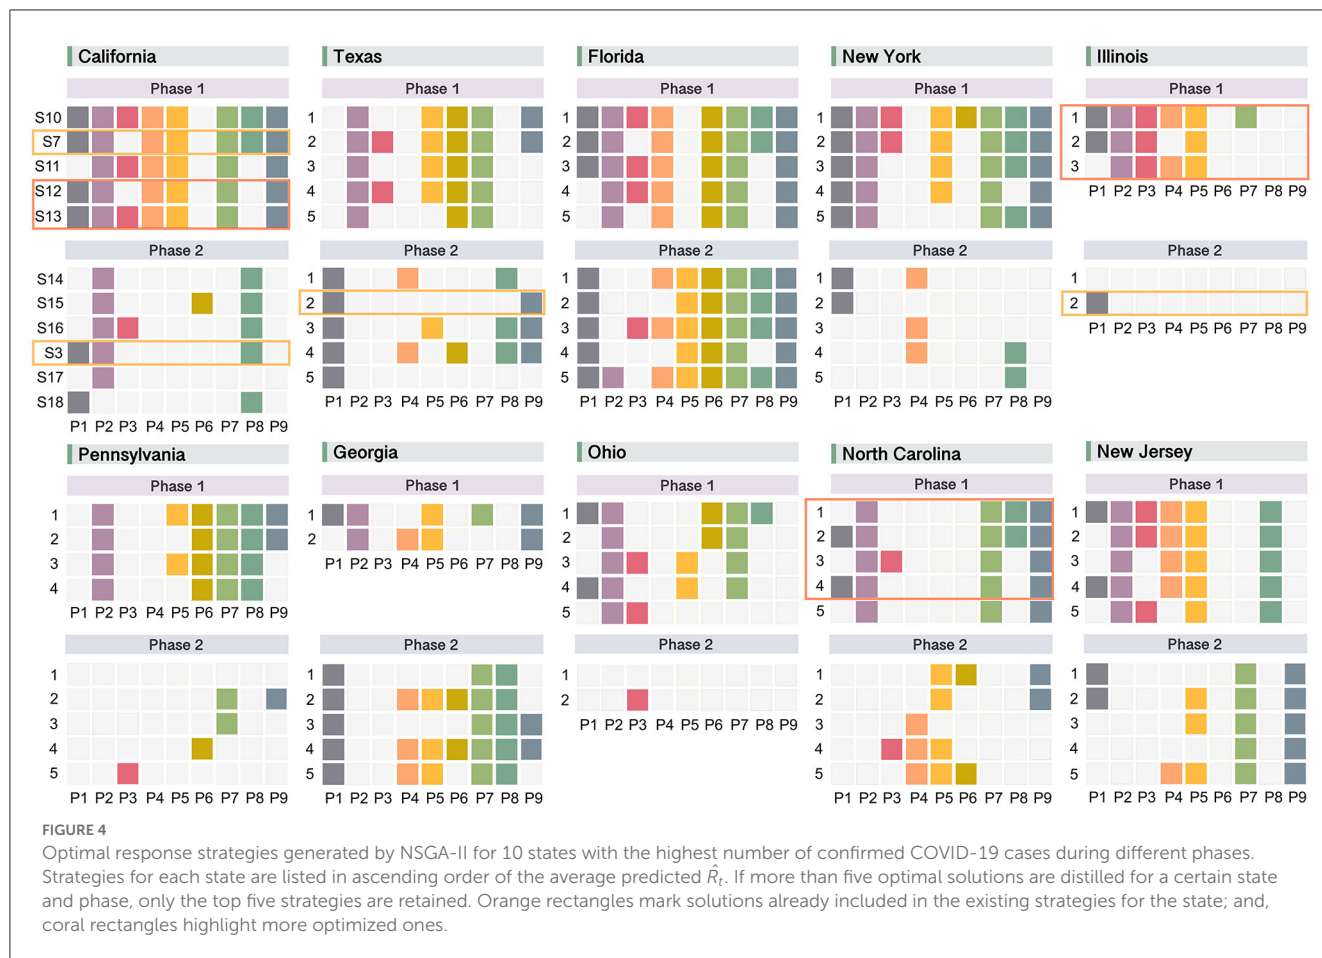 California
Texas
Florida
New York
Illinois
Phase 1
Phase 1
Phase 1
Phase 1
Phase 1
S10
S7
S11
S12
S13
1
2
3
4
5
1
2
3
4
5
1
2
3
4
5
1
2
3
P1 P2 P3 P4 P5 P6 P7 P8 P9
Phase 2
Phase 2
Phase 2
Phase 2
Phase 2
S14
S15
S16
S3
S17
S18
P1 P2 P3 P4 P5 P6 P7 P8 P9
1
2
3
4
5
P1 P2 P3 P4 P5 P6 P7 P8 P9
1
2
3
4
5
P1 P2 P3 P4 P5 P6 P7 P8 P9
1
2
3
4
5
P1 P2 P3 P4 P5 P6 P7 P8 P9
1
2
P1 P2 P3 P4 P5 P6 P7 P8 P9
Pennsylvania
Georgia
Ohio
North Carolina
New Jersey
Phase 1
Phase 1
Phase 1
Phase 1
Phase 1
1
2
3
4
P1 P2 P3 P4 P5 P6 P7 P8 P9
1
2
P1 P2 P3 P4 P5 P6 P7 P8 P9
1
2
3
4
5
1
2
3
4
5
1
2
3
4
5
Phase 2
Phase 2
Phase 2
Phase 2
Phase 2
1
2
3
4
5
P1 P2 P3 P4 P5 P6 P7 P8 P9
1
2
3
4
5
P1 P2 P3 P4 P5 P6 P7 P8 P9
1
2
P1 P2 P3 P4 P5 P6 P7 P8 P9
1
2
3
4
5
P1 P2 P3 P4 P5 P6 P7 P8 P9
1
2
3
4
5
P1 P2 P3 P4 P5 P6 P7 P8 P9
FIGURE 4
Optimal response strategies generated by NSGA-II for 10 states with the highest number of confirmed COVID-19 cases during different phases.
Strategies for each state are listed in ascending order of the average predicted R̂t. If more than five optimal solutions are distilled for a certain state
and phase, only the top five strategies are retained. Orange rectangles mark solutions already included in the existing strategies for the state; and,
coral rectangles highlight more optimized ones.